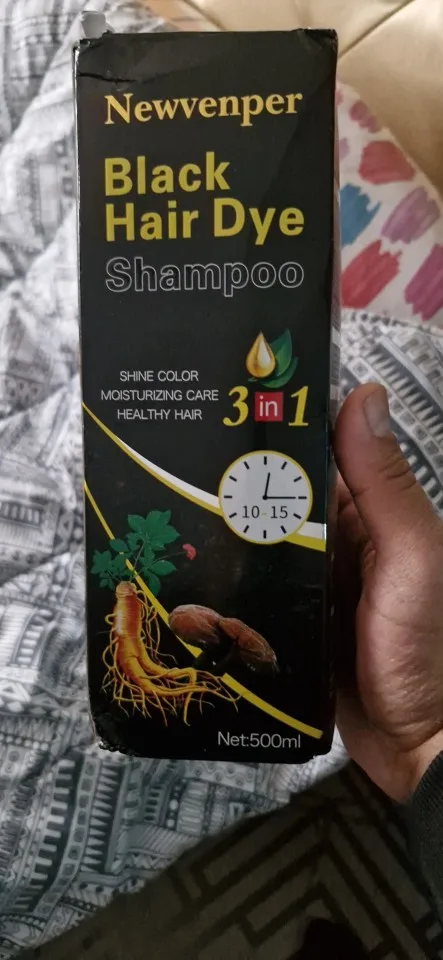 Newvenper
Black
Hair Dye
Shampoo
SHINE COLOR
MOISTURIZING CARE
HEALTHY HAIR
3 in 1
10-15
Net:500ml